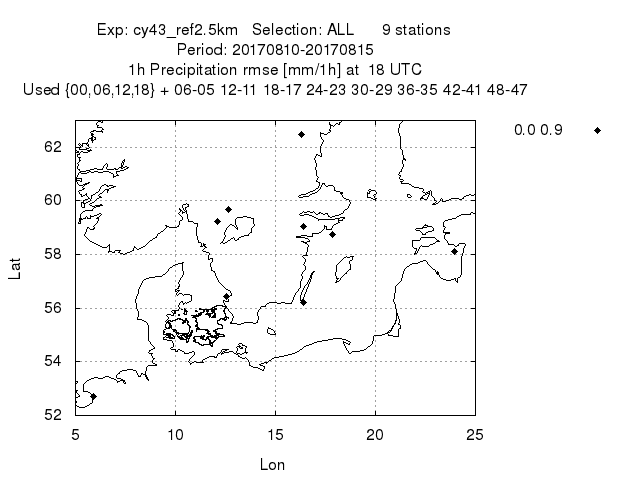 Exp: cy43_ref2.5km Selection: ALL 9 stations
Period: 20170810-20170815
1h Precipitation rmse [mm/1h] at 18 UTC
Used {00,06,12,18} + 06-05 12-11 18-17 24-23 30-29 36-35 42-41 48-47
0.0 0.9
62
60
58
56
54
52
Lat
5 10 15 20 25
Lon